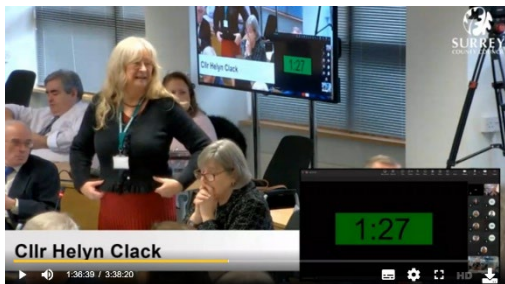 SURREY
COUNTY COUNCIL
Cllr Helyn Clack
1:27
1:27
Cllr Helyn Clack
1:36:39 / 3:38:20
HD